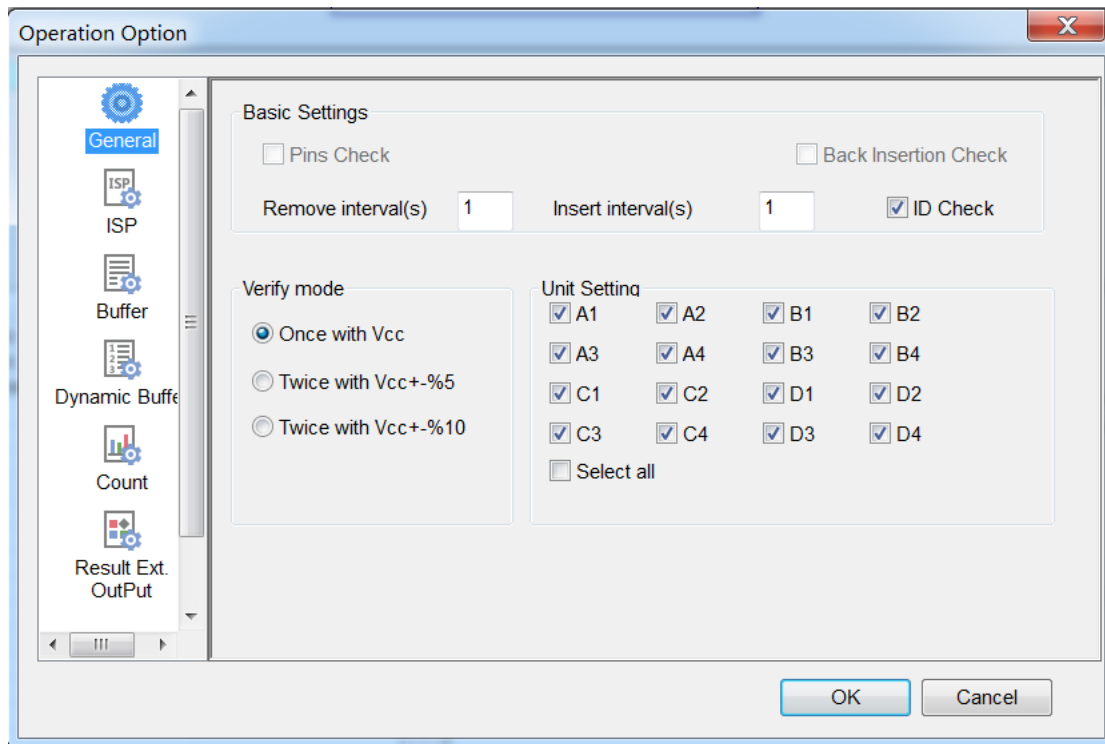 Operation Option
General
ISP
ISP
Buffer
1
2
3
Dynamic Buffe
Count
Result Ext.
OutPut
Basic Settings
Pins Check
Back Insertion Check
Remove interval(s) 1 Insert interval(s) 1 ID Check
Verify mode
Once with Vcc
Twice with Vcc+-%5
Twice with Vcc+-%10
Unit Setting
A1 A2 B1 B2
A3 A4 B3 B4
C1 C2 D1 D2
C3 C4 D3 D4
Select all
OK Cancel